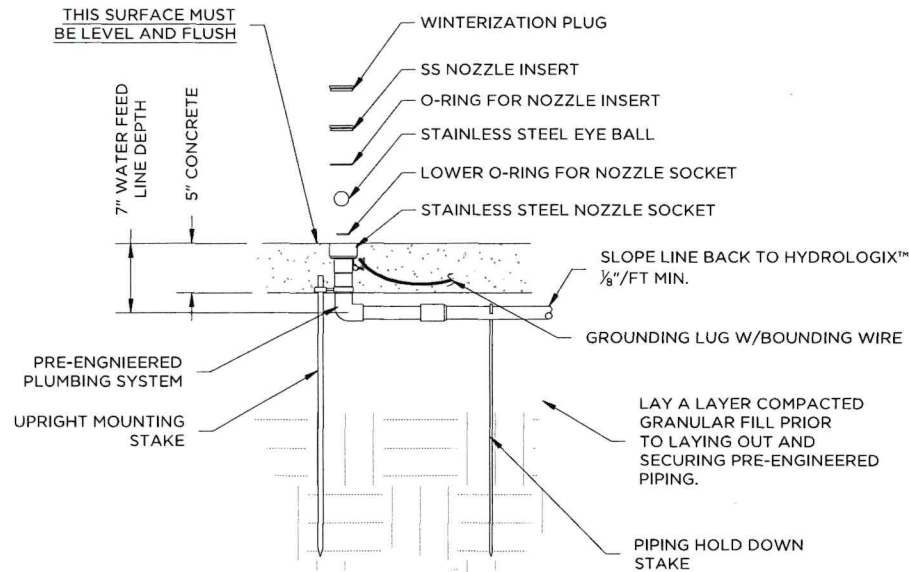 THIS SURFACE MUST
BE LEVEL AND FLUSH
WINTERIZATION PLUG
SS NOZZLE INSERT
O-RING FOR NOZZLE INSERT
STAINLESS STEEL EYE BALL
LOWER O-RING FOR NOZZLE SOCKET
STAINLESS STEEL NOZZLE SOCKET
7" WATER FEED
LINE DEPTH
5" CONCRETE
SLOPE LINE BACK TO HYDROLOGIX™
⅛"/FT MIN.
GROUNDING LUG W/BOUNDING WIRE
PRE-ENGNIEERED
PLUMBING SYSTEM
UPRIGHT MOUNTING
STAKE
LAY A LAYER COMPACTED
GRANULAR FILL PRIOR
TO LAYING OUT AND
SECURING PRE-ENGINEERED
PIPING.
PIPING HOLD DOWN
STAKE